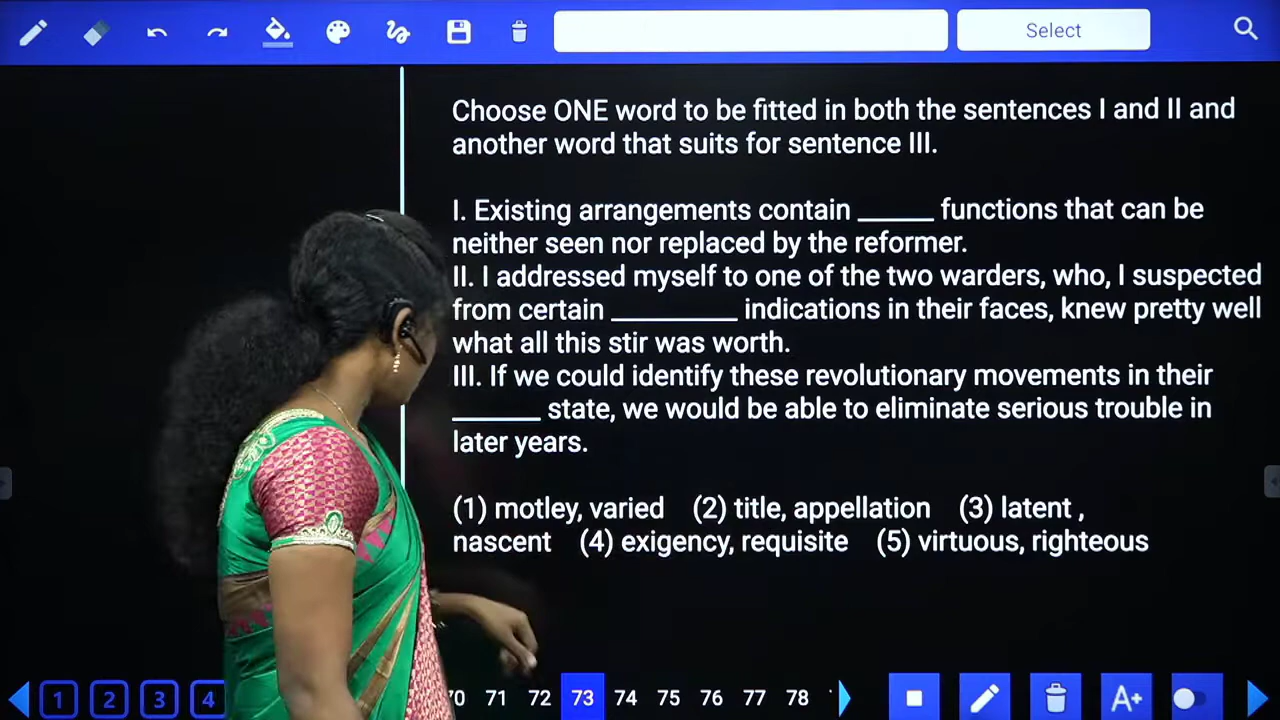 Select
Choose ONE word to be fitted in both the sentences I and II and
another word that suits for sentence III.
I. Existing arrangements contain _____ functions that can be
neither seen nor replaced by the reformer.
II. I addressed myself to one of the two warders, who, I suspected
from certain _________ indications in their faces, knew pretty well
what all this stir was worth.
III. If we could identify these revolutionary movements in their
______ state, we would be able to eliminate serious trouble in
later years.
(1) motley, varied (2) title, appellation (3) latent ,
nascent (4) exigency, requisite (5) virtuous, righteous
1 2 3 4 70 71 72 73 74 75 76 77 78 A+